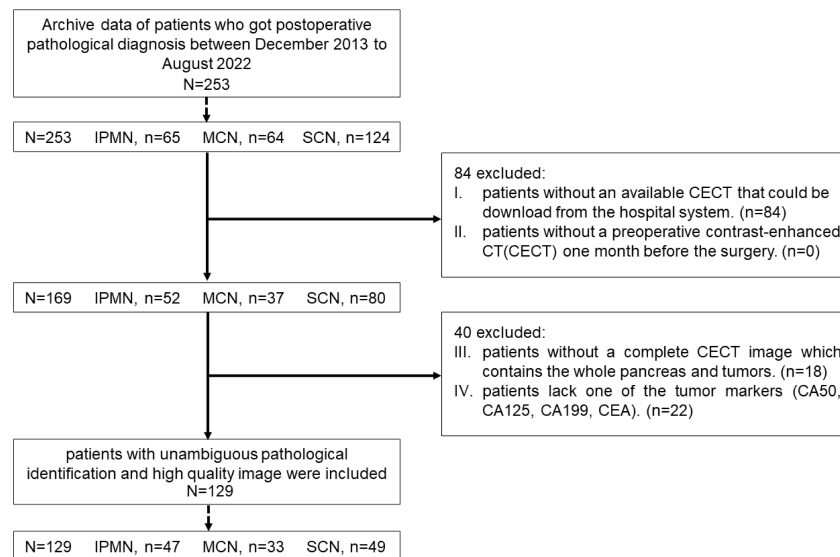 Archive data of patients who got postoperative
pathological diagnosis between December 2013 to
August 2022
N=253
N=253 IPMN, n=65 MCN, n=64 SCN, n=124
84 excluded:
I. patients without an available CECT that could be
download from the hospital system. (n=84)
II. patients without a preoperative contrast-enhanced
CT(CECT) one month before the surgery. (n=0)
N=169 IPMN, n=52 MCN, n=37 SCN, n=80
40 excluded:
III. patients without a complete CECT image which
contains the whole pancreas and tumors. (n=18)
IV. patients lack one of the tumor markers (CA50,
CA125, CA199, CEA). (n=22)
patients with unambiguous pathological
identification and high quality image were included
N=129
N=129 IPMN, n=47 MCN, n=33 SCN, n=49